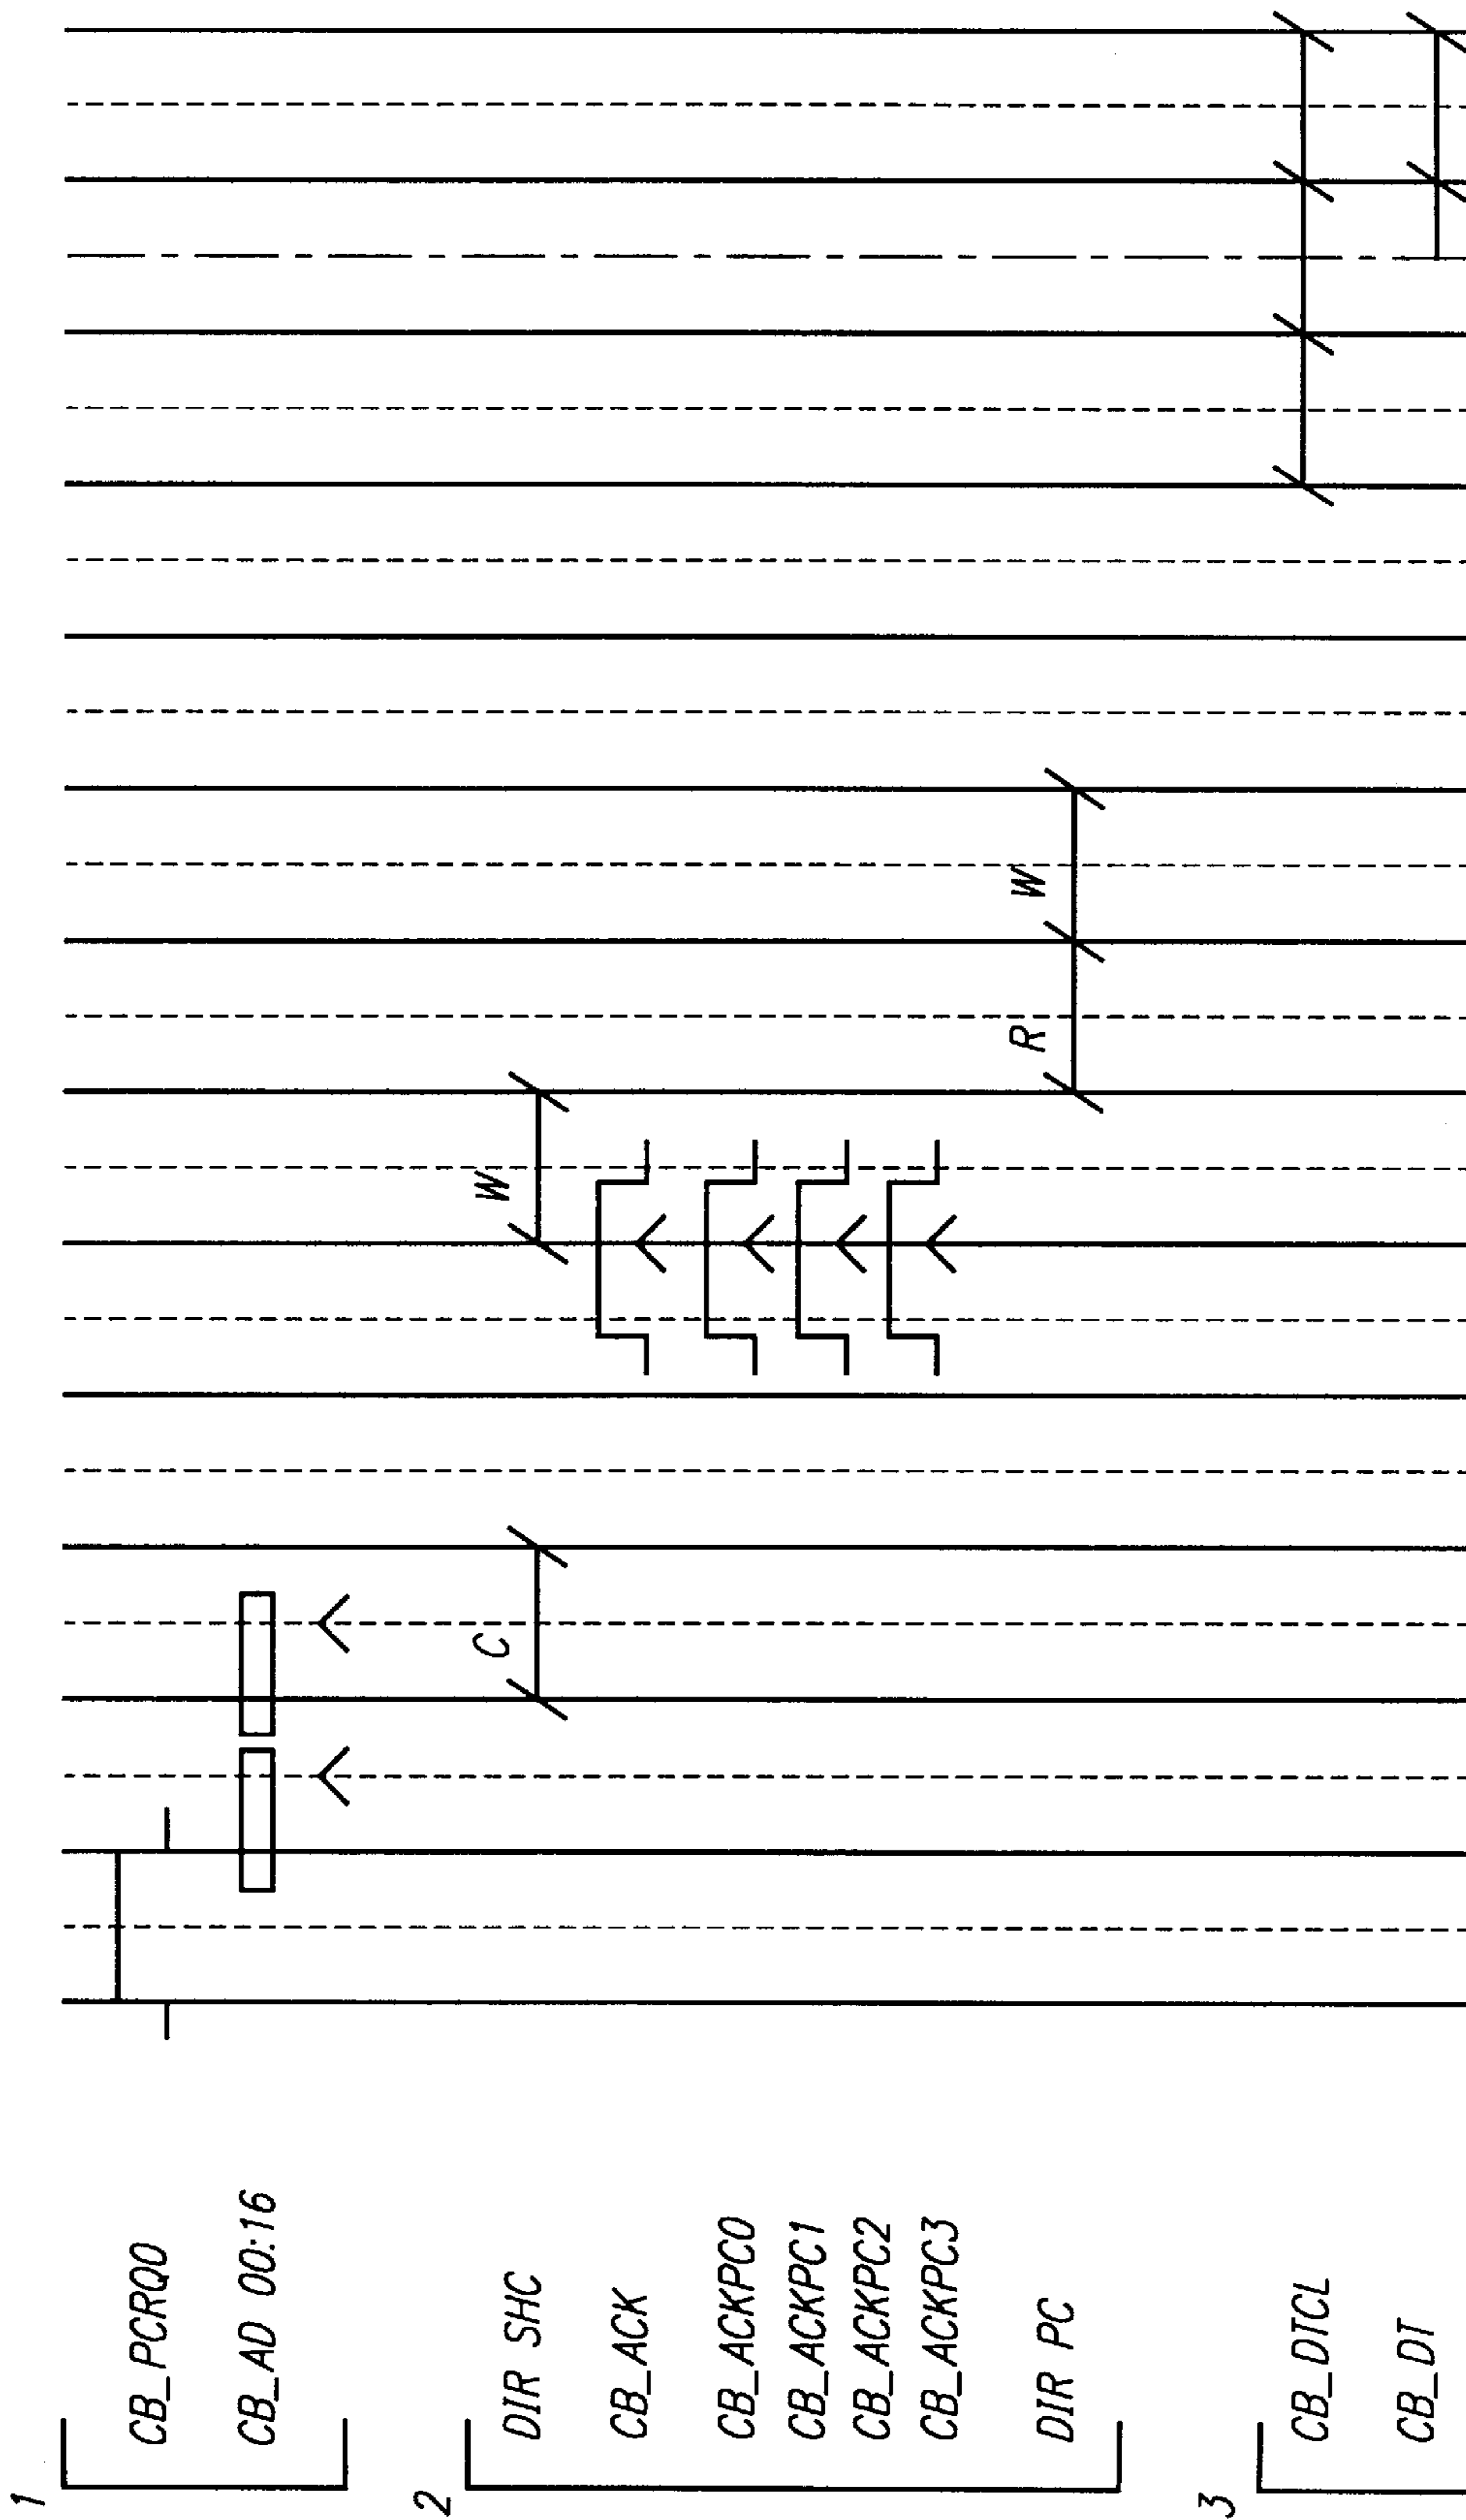 1
CB_PCRQ0
CB_AD 00:16
2
DIR SHC
C
W
CB_ACK
CB_ACKPC0
CB_ACKPC1
CB_ACKPC2
CB_ACKPC3
DIR PC
R
W
3
CB_DTCL
CB_DT